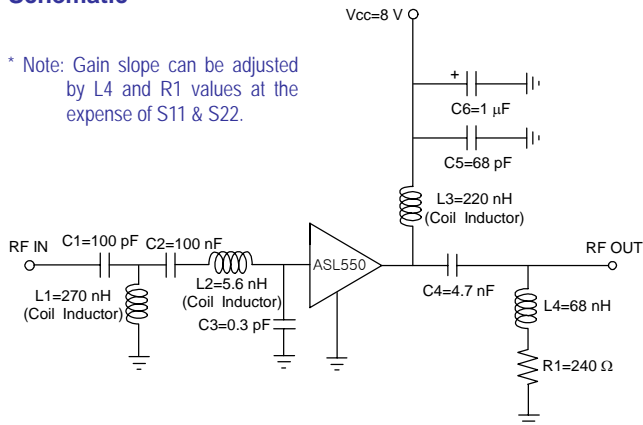 Schematic
Vcc=8 V
* Note: Gain slope can be adjusted
by L4 and R1 values at the
expense of S11 & S22.
+
C6=1 μF
C5=68 pF
L3=220 nH
(Coil Inductor)
RF IN
C1=100 pF
C2=100 nF
ASL550
RF OUT
L2=5.6 nH
(Coil Inductor)
C4=4.7 nF
L1=270 nH
(Coil Inductor)
L4=68 nH
C3=0.3 pF
R1=240 Ω